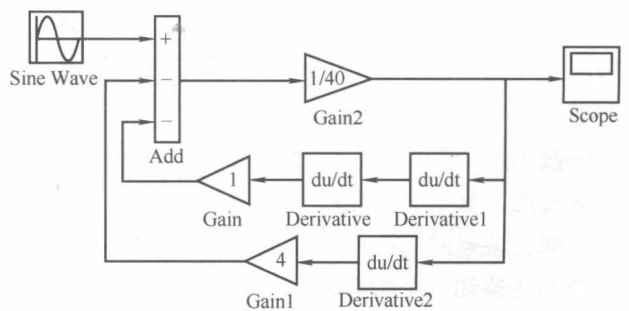 Sine Wave
+
−
−
Add
1/40
Gain2
Scope
1
Gain
du/dt
Derivative
du/dt
Derivative1
4
Gain1
du/dt
Derivative2